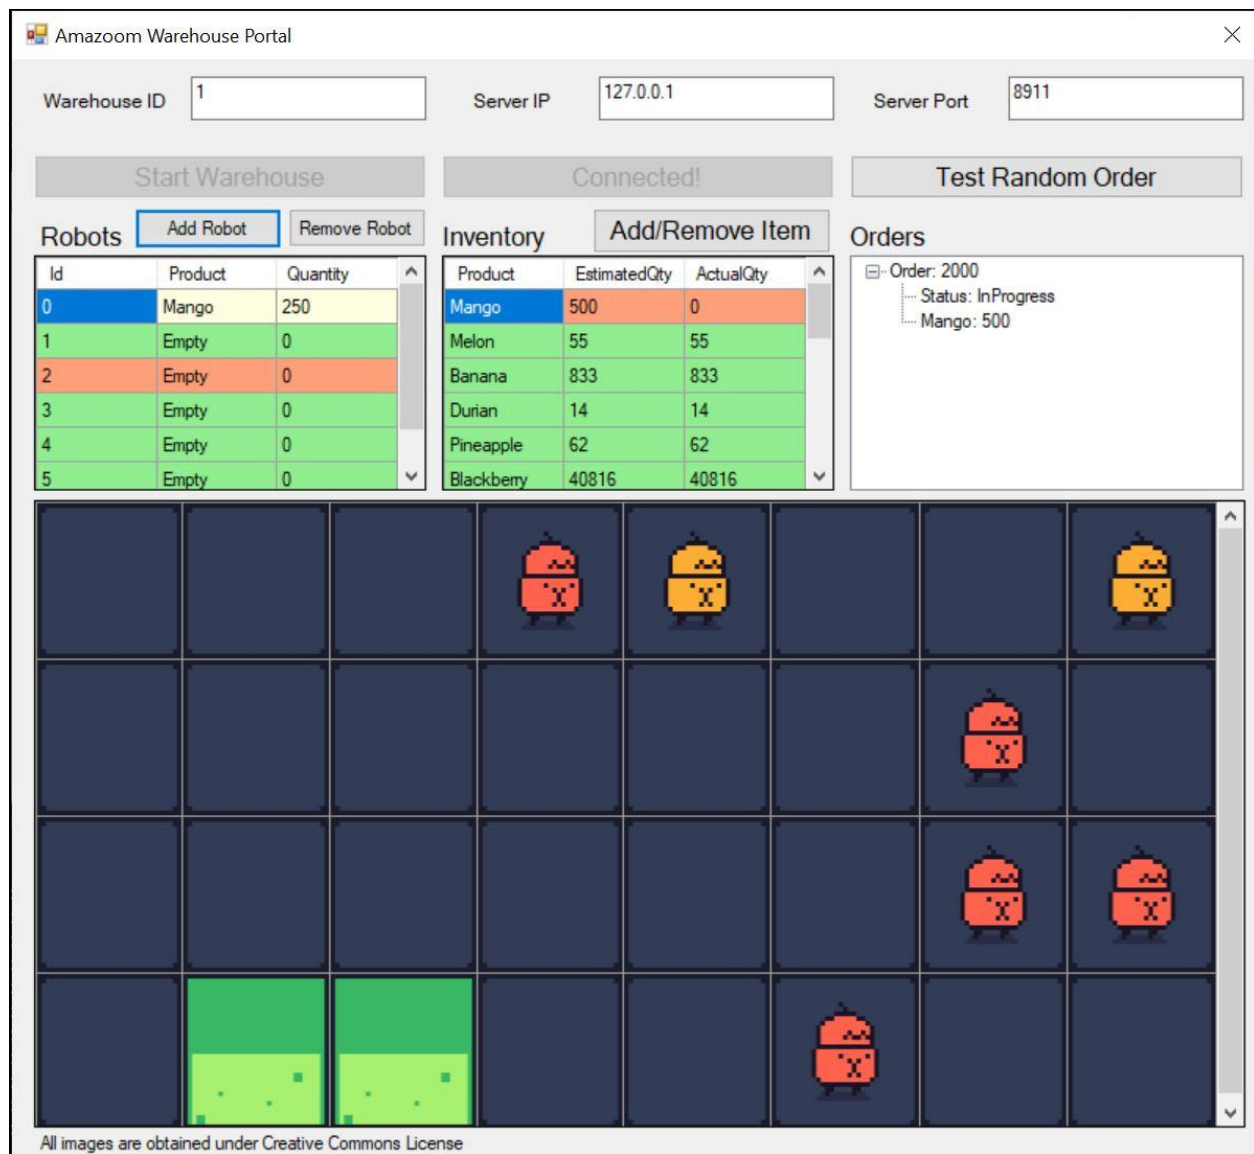 Amazoom Warehouse Portal
Warehouse ID 1 Server IP 127.0.0.1 Server Port 8911
Start Warehouse Connected! Test Random Order
Robots Add Robot Remove Robot Inventory Add/Remove Item Orders
Id Product Quantity
0 Mango 250
1 Empty 0
2 Empty 0
3 Empty 0
4 Empty 0
5 Empty 0
Product EstimatedQty ActualQty
Mango 500 0
Melon 55 55
Banana 833 833
Durian 14 14
Pineapple 62 62
Blackberry 40816 40816
Order: 2000
Status: InProgress
Mango: 500
All images are obtained under Creative Commons License